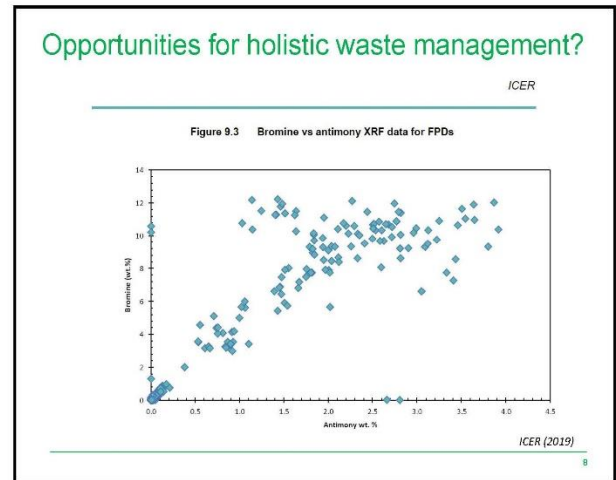 Opportunities for holistic waste management?
ICER
Figure 9.3 Bromine vs antimony XRF data for FPDs
14
12
10
8
6
4
2
0
Bromine (wt.%)
0.0 0.5 1.0 1.5 2.0 2.5 3.0 3.5 4.0 4.5
Antimony wt. %
ICER (2019)
8